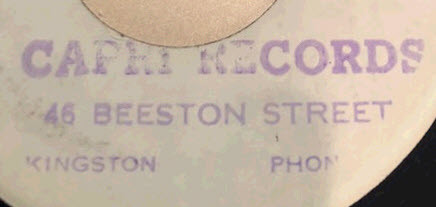 CAPRI RECORDS
46 BEESTON STREET
KINGSTON PHON